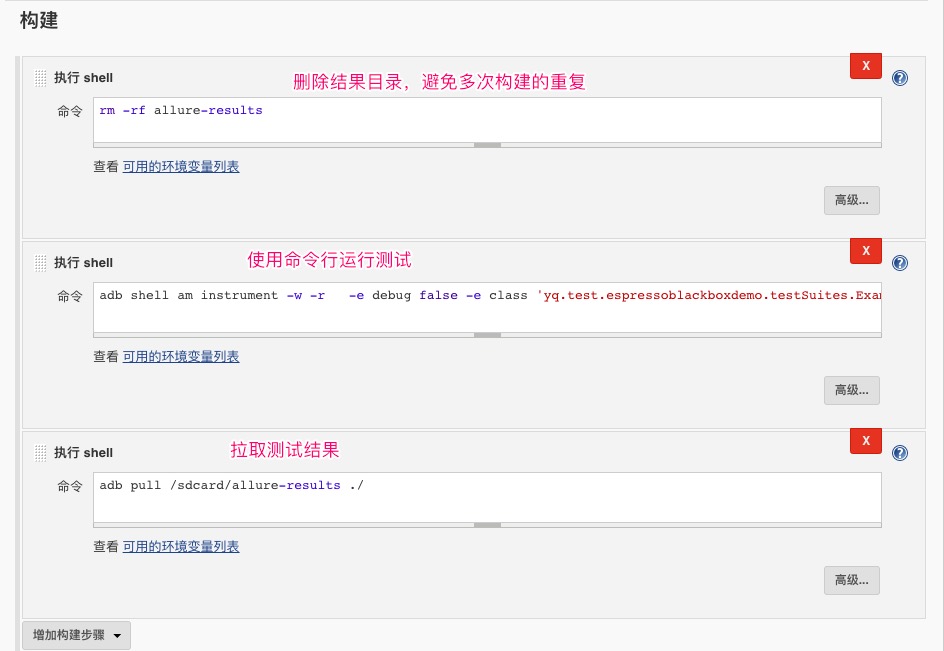 构建
执行 shell
X
?
删除结果目录，避免多次构建的重复
命令
rm -rf allure-results
查看 可用的环境变量列表
高级...
执行 shell
X
?
使用命令行运行测试
命令
adb shell am instrument -w -r   -e debug false -e class 'yq.test.espressoblackboxdemo.testSuites.Exa
查看 可用的环境变量列表
高级...
执行 shell
X
?
拉取测试结果
命令
adb pull /sdcard/allure-results ./
查看 可用的环境变量列表
高级...
增加构建步骤